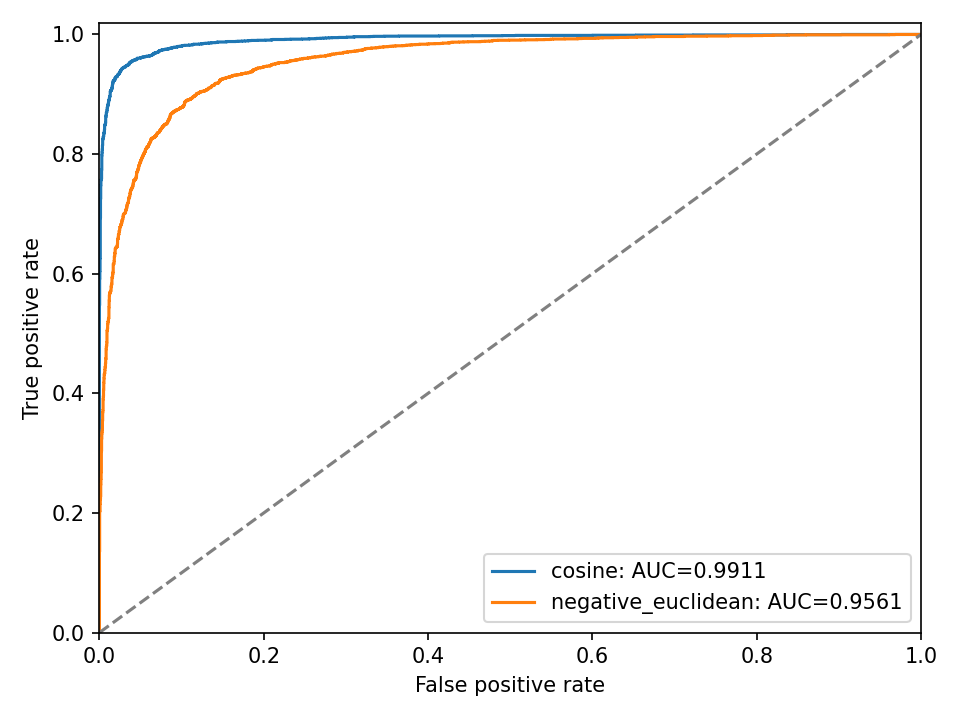 1.0
0.8
0.6
0.4
0.2
0.0
True positive rate
cosine: AUC=0.9911
negative_euclidean: AUC=0.9561
0.0 0.2 0.4 0.6 0.8 1.0
False positive rate